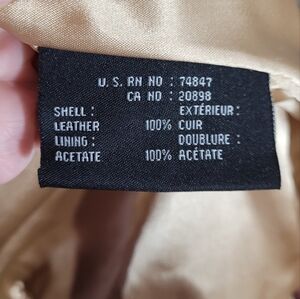 U. S. RN NO : 74847
CA NO : 20898
SHELL : EXTÉRIEUR:
LEATHER 100% CUIR
LINING : DOUBLURE :
ACETATE 100% ACÉTATE